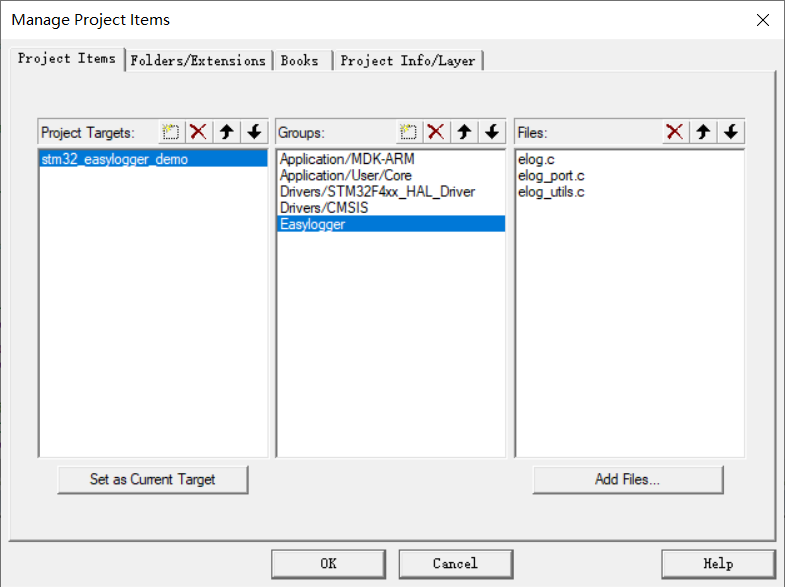 Manage Project Items
Project Items Folders/Extensions Books Project Info/Layer
Project Targets: Groups: Files:
stm32_easylogger_demo
Application/MDK-ARM
Application/User/Core
Drivers/STM32F4xx_HAL_Driver
Drivers/CMSIS
Easylogger
elog.c
elog_port.c
elog_utils.c
Set as Current Target Add Files...
OK Cancel Help